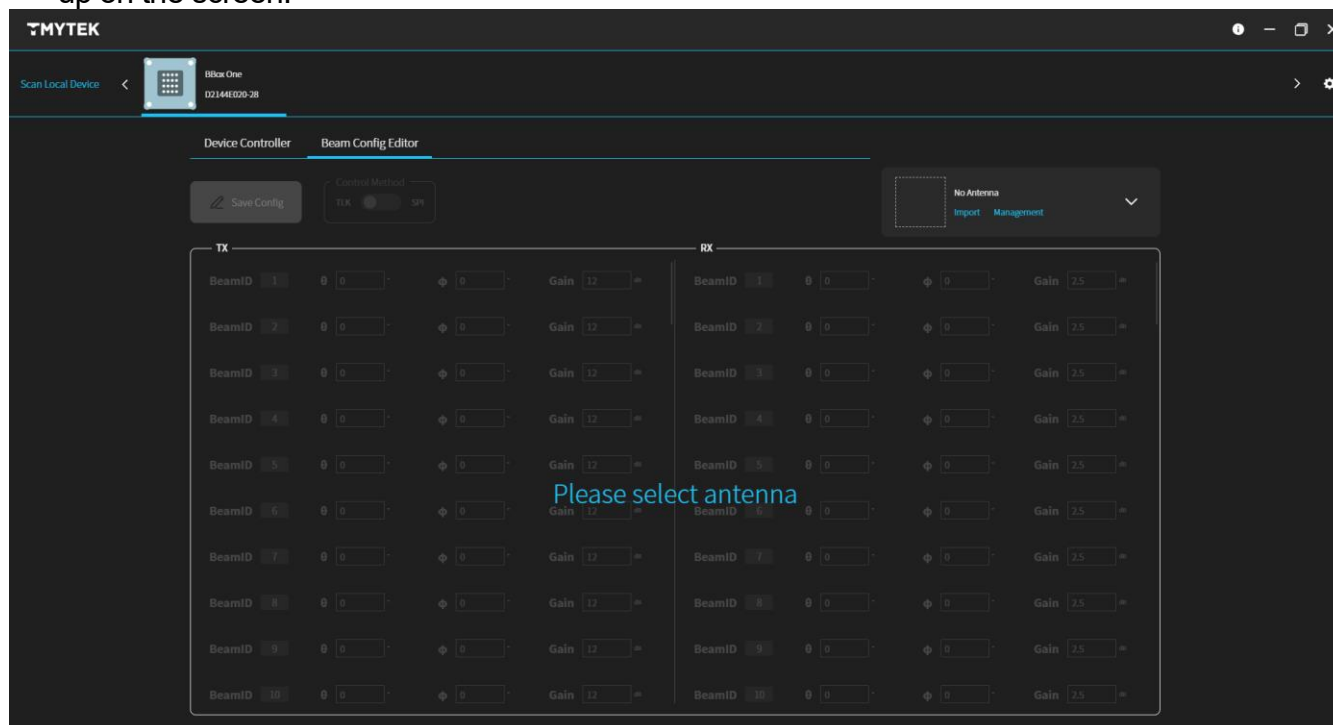 up on the screen.
TMYTEK
Scan Local Device
BBox One
D2144E020-28
Device Controller Beam Config Editor
Save Config
Control Method
TLK SPI
No Antenna
Import Management
TX
RX
BeamID 1 θ 0 ° ϕ 0 ° Gain 12 dB BeamID 1 θ 0 ° ϕ 0 ° Gain 2.5 dB
BeamID 2 θ 0 ° ϕ 0 ° Gain 12 dB BeamID 2 θ 0 ° ϕ 0 ° Gain 2.5 dB
BeamID 3 θ 0 ° ϕ 0 ° Gain 12 dB BeamID 3 θ 0 ° ϕ 0 ° Gain 2.5 dB
BeamID 4 θ 0 ° ϕ 0 ° Gain 12 dB BeamID 4 θ 0 ° ϕ 0 ° Gain 2.5 dB
BeamID 5 θ 0 ° ϕ 0 ° Gain 12 dB BeamID 5 θ 0 ° ϕ 0 ° Gain 2.5 dB
Please select antenna
BeamID 6 θ 0 ° ϕ 0 ° Gain 12 dB BeamID 6 θ 0 ° ϕ 0 ° Gain 2.5 dB
BeamID 7 θ 0 ° ϕ 0 ° Gain 12 dB BeamID 7 θ 0 ° ϕ 0 ° Gain 2.5 dB
BeamID 8 θ 0 ° ϕ 0 ° Gain 12 dB BeamID 8 θ 0 ° ϕ 0 ° Gain 2.5 dB
BeamID 9 θ 0 ° ϕ 0 ° Gain 12 dB BeamID 9 θ 0 ° ϕ 0 ° Gain 2.5 dB
BeamID 10 θ 0 ° ϕ 0 ° Gain 12 dB BeamID 10 θ 0 ° ϕ 0 ° Gain 2.5 dB